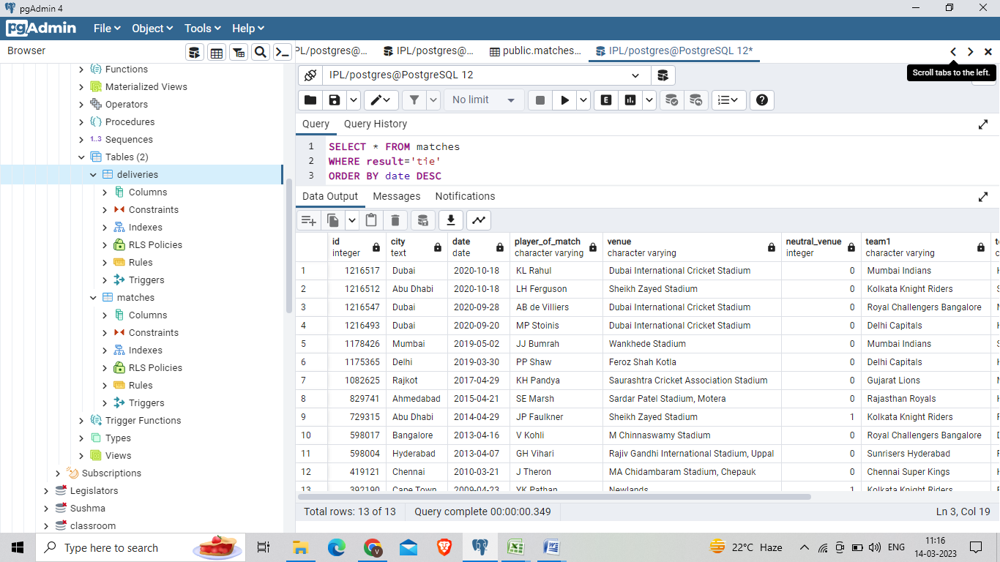 pgAdmin 4
pgAdmin File Object Tools Help
Browser
PL/postgres@... IPL/postgres@... public.matches... IPL/postgres@PostgreSQL 12*
Scroll tabs to the left.
Functions
Materialized Views
Operators
Procedures
1..3 Sequences
Tables (2)
deliveries
Columns
Constraints
Indexes
RLS Policies
Rules
Triggers
matches
Columns
Constraints
Indexes
RLS Policies
Rules
Triggers
Trigger Functions
Types
Views
Subscriptions
Legislators
Sushma
classroom
IPL/postgres@PostgreSQL 12
No limit E
Query Query History
1 SELECT * FROM matches
2 WHERE result='tie'
3 ORDER BY date DESC
Data Output Messages Notifications
id city date player_of_match venue neutral_venue team1
integer text date character varying character varying integer character varying
1 1216517 Dubai 2020-10-18 KL Rahul Dubai International Cricket Stadium 0 Mumbai Indians
2 1216512 Abu Dhabi 2020-10-18 LH Ferguson Sheikh Zayed Stadium 0 Kolkata Knight Riders
3 1216547 Dubai 2020-09-28 AB de Villiers Dubai International Cricket Stadium 0 Royal Challengers Bangalore
4 1216493 Dubai 2020-09-20 MP Stoinis Dubai International Cricket Stadium 0 Delhi Capitals
5 1178426 Mumbai 2019-05-02 JJ Bumrah Wankhede Stadium 0 Mumbai Indians
6 1175365 Delhi 2019-03-30 PP Shaw Feroz Shah Kotla 0 Delhi Capitals
7 1082625 Rajkot 2017-04-29 KH Pandya Saurashtra Cricket Association Stadium 0 Gujarat Lions
8 829741 Ahmedabad 2015-04-21 SE Marsh Sardar Patel Stadium, Motera 0 Rajasthan Royals
9 729315 Abu Dhabi 2014-04-29 JP Faulkner Sheikh Zayed Stadium 1 Kolkata Knight Riders
10 598017 Bangalore 2013-04-16 V Kohli M Chinnaswamy Stadium 0 Royal Challengers Bangalore
11 598004 Hyderabad 2013-04-07 GH Vihari Rajiv Gandhi International Stadium, Uppal 0 Sunrisers Hyderabad
12 419121 Chennai 2010-03-21 J Theron MA Chidambaram Stadium, Chepauk 0 Chennai Super Kings
13 392190 Cape Town 2009-04-23 YK Pathan Newlands 1 Kolkata Knight Riders
Total rows: 13 of 13 Query complete 00:00:00.349 Ln 3, Col 19
Type here to search 22°C Haze ENG 11:16
14-03-2023